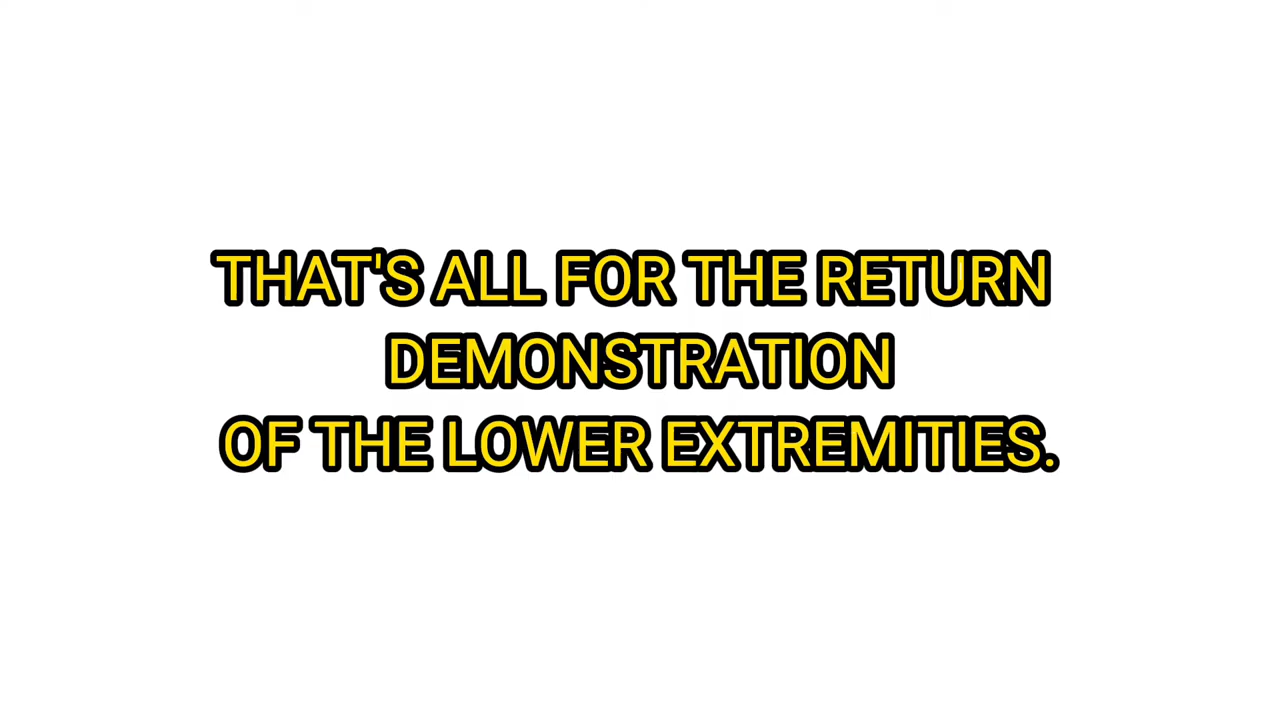 THAT'S ALL FOR THE RETURN
DEMONSTRATION
OF THE LOWER EXTREMITIES.